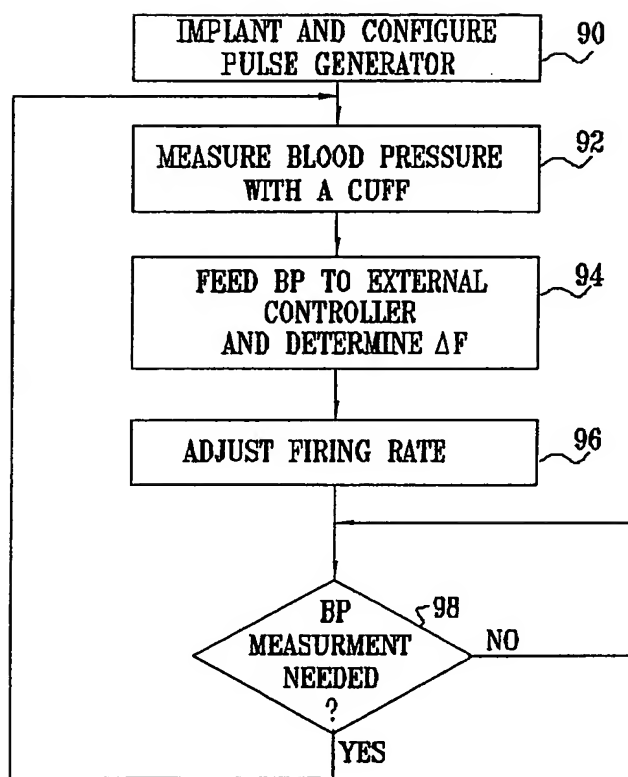 IMPLANT AND CONFIGURE
PULSE GENERATOR
90
MEASURE BLOOD PRESSURE
WITH A CUFF
92
FEED BP TO EXTERNAL
CONTROLLER
AND DETERMINE ΔF
94
ADJUST FIRING RATE
96
BP
MEASURMENT
NEEDED
?
98
NO
YES